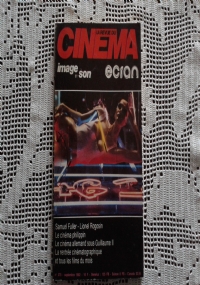 CINEMA
image et son
ecran
Samuel Fuller - Lionel Rogosin
Le cinéma philippin
Le cinéma allemand sous Guillaume II
La rentrée cinématographique
et tous les films du mois